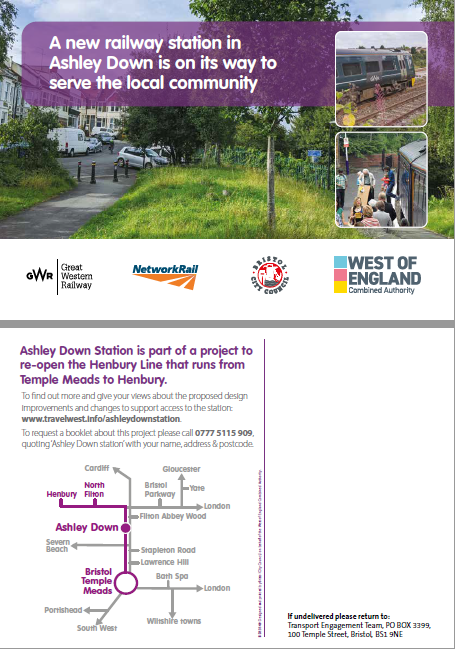 A new railway station in
Ashley Down is on its way to
serve the local community
GWR
Great
Western
Railway
NetworkRail
BRISTOL
CITY COUNCIL
WEST OF
ENGLAND
Combined Authority
Ashley Down Station is part of a project to
re-open the Henbury Line that runs from
Temple Meads to Henbury.
To find out more and give your views about the proposed design
improvements and changes to support access to the station:
www.travelwest.info/ashleydownstation.
To request a booklet about this project please call 0777 5115 909,
quoting 'Ashley Down station' with your name, address & postcode.
Cardiff
Gloucester
Henbury
North
Filton
Bristol
Parkway
Yate
London
Filton Abbey Wood
Ashley Down
Severn
Beach
Stapleton Road
Lawrence Hill
Bristol
Temple
Meads
Bath Spa
London
Portishead
South West
Wiltshire towns
If undelivered please return to:
Transport Engagement Team, PO BOX 3399,
100 Temple Street, Bristol, BS1 9NE